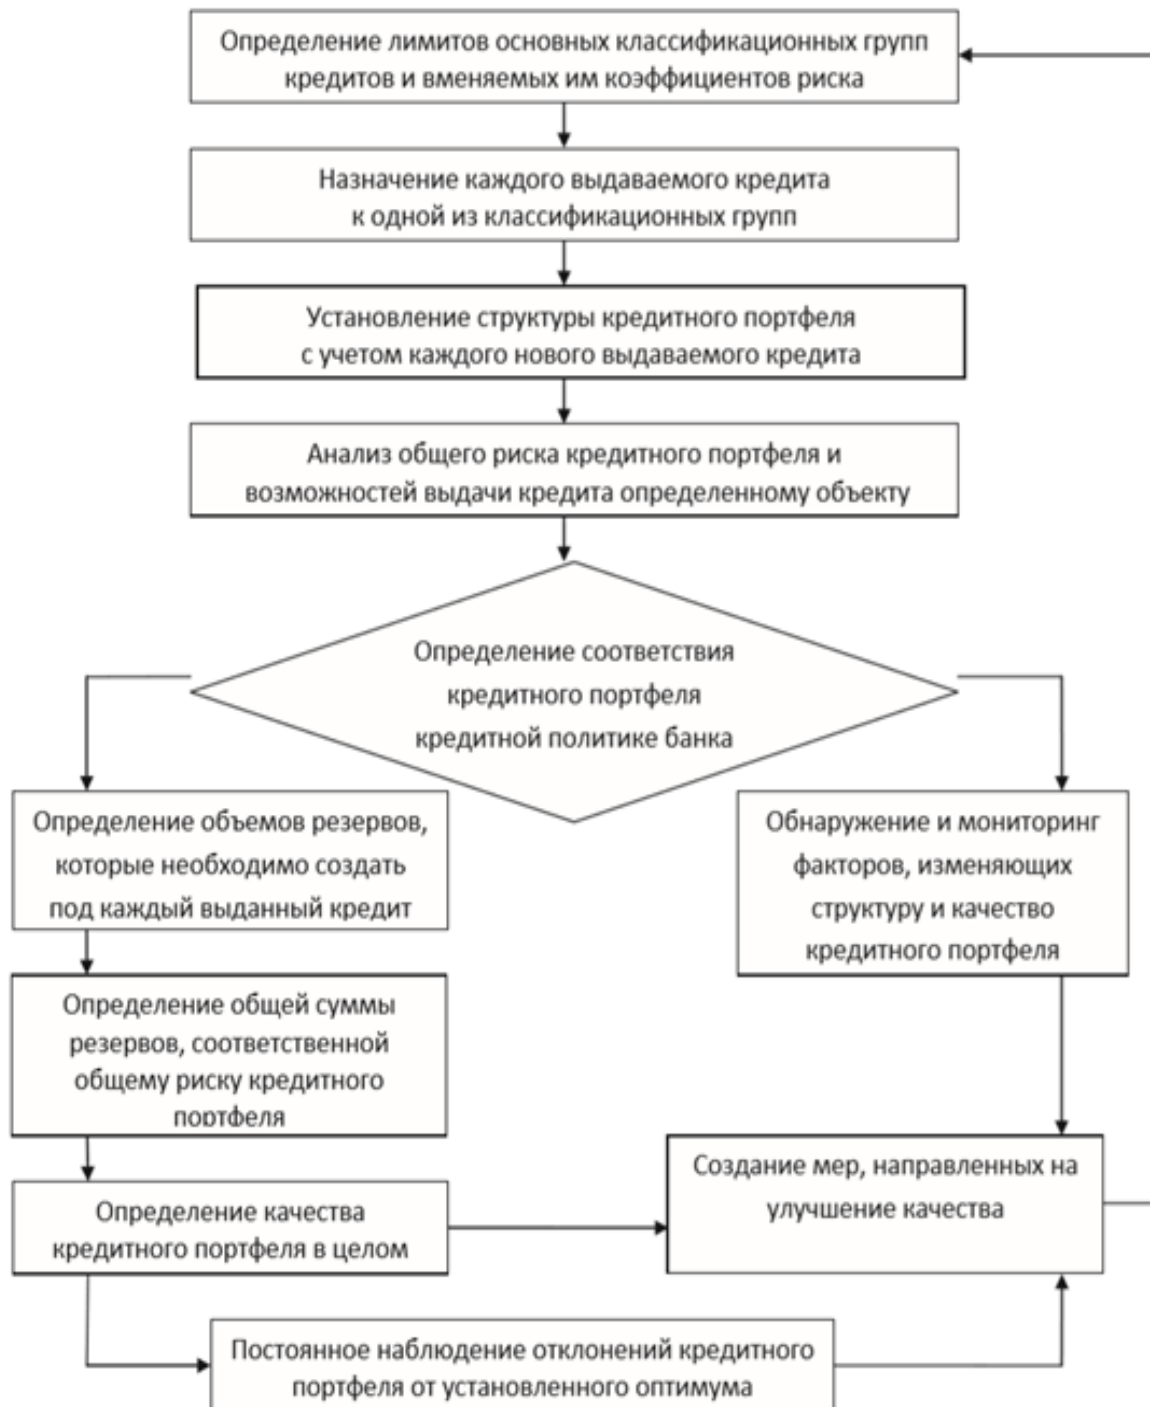 Определение лимитов основных классификационных групп
кредитов и вменяемых им коэффициентов риска
Назначение каждого выдаваемого кредита
к одной из классификационных групп
Установление структуры кредитного портфеля
с учетом каждого нового выдаваемого кредита
Анализ общего риска кредитного портфеля и
возможностей выдачи кредита определенному объекту
Определение соответствия
кредитного портфеля
кредитной политике банка
Определение объемов резервов,
которые необходимо создать
под каждый выданный кредит
Обнаружение и мониторинг
факторов, изменяющих
структуру и качество
кредитного портфеля
Определение общей суммы
резервов, соответственной
общему риску кредитного
портфеля
Создание мер, направленных на
улучшение качества
Определение качества
кредитного портфеля в целом
Постоянное наблюдение отклонений кредитного
портфеля от установленного оптимума